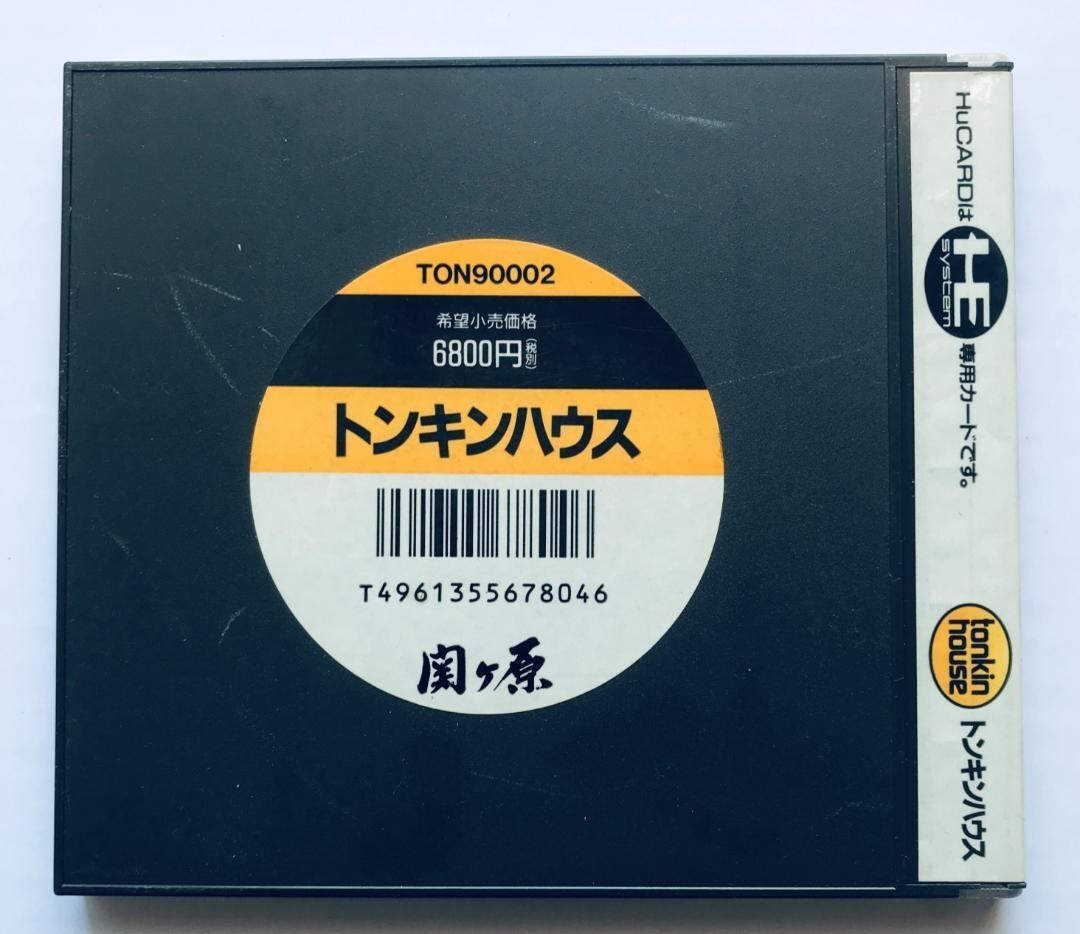 TON90002
希望小売価格
6800円(税別)
トンキンハウス
T4961355678046
関ヶ原
HuCARDは HE system 専用カードです。
tonkin
house
トンキンハウス